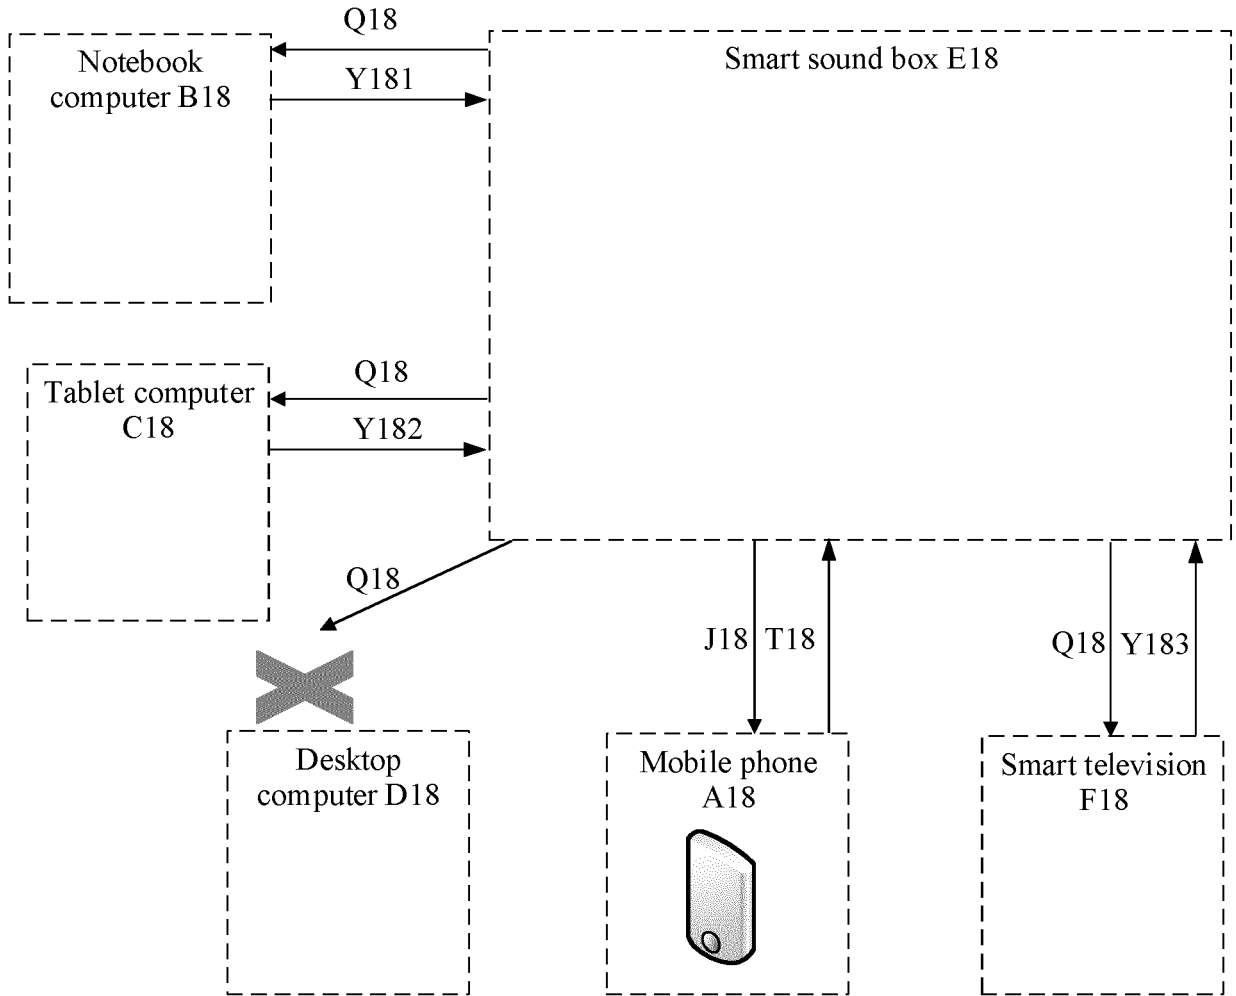 Q18
Notebook
computer B18
Y181
Smart sound box E18
Q18
Tablet computer
C18
Y182
Q18
J18
T18
Q18
Y183
Desktop
computer D18
Mobile phone
A18
Smart television
F18